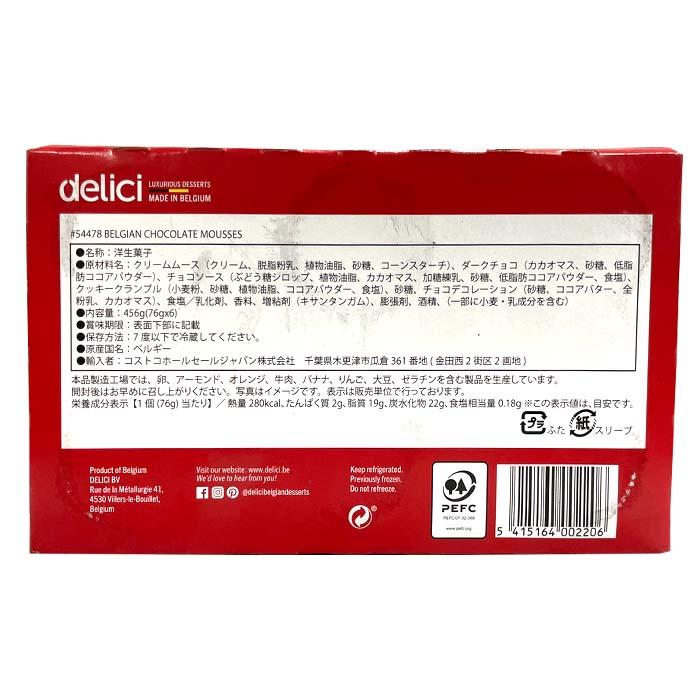 delici
LUXURIOUS DESSERTS
MADE IN BELGIUM
#54478 BELGIAN CHOCOLATE MOUSSES
●名称：洋生菓子
●原材料名：クリームムース（クリーム、脱脂粉乳、植物油脂、砂糖、コーンスターチ）、ダークチョコ（カカオマス、砂糖、低脂
肪ココアパウダー）、チョコソース（ぶどう糖シロップ、植物油脂、カカオマス、加糖練乳、砂糖、低脂肪ココアパウダー、食塩）、
クッキークランブル（小麦粉、砂糖、植物油脂、ココアパウダー、食塩）、砂糖、チョコデコレーション（砂糖、ココアバター、全
粉乳、カカオマス）、食塩／乳化剤、香料、増粘剤（キサンタンガム）、膨張剤、酒精、（一部に小麦・乳成分を含む）
●内容量：456g(76gx6)
●賞味期限：表面下部に記載
●保存方法：７度以下で冷蔵してください。
●原産国名：ベルギー
●輸入者：コストコホールセールジャパン株式会社　千葉県木更津市瓜倉 361 番地 ( 金田西 2 街区 2 画地 )
本品製造工場では、卵、アーモンド、オレンジ、牛肉、バナナ、りんご、大豆、ゼラチンを含む製品を生産しています。
開封後はお早めに召し上がりください。写真はイメージです。表示は販売単位で行っています。
栄養成分表示【１個 (76g) 当たり】／ 熱量 280kcal、たんぱく質 2g、脂質 19g、炭水化物 22g、食塩相当量 0.18g ※この表示値は、目安です。
プラ ふた 紙 スリーブ
Product of Belgium
DELICI BV
Rue de la Métallurgie 41,
4530 Villers-le-Bouillet,
Belgium
Visit our website: www.delici.be
We'd love to hear from you!
@delicibelgiandesserts
Keep refrigerated.
Previously frozen.
Do not refreeze.
PEFC
PEFC/07-32-368
www.pefc.org
5 415164 002206